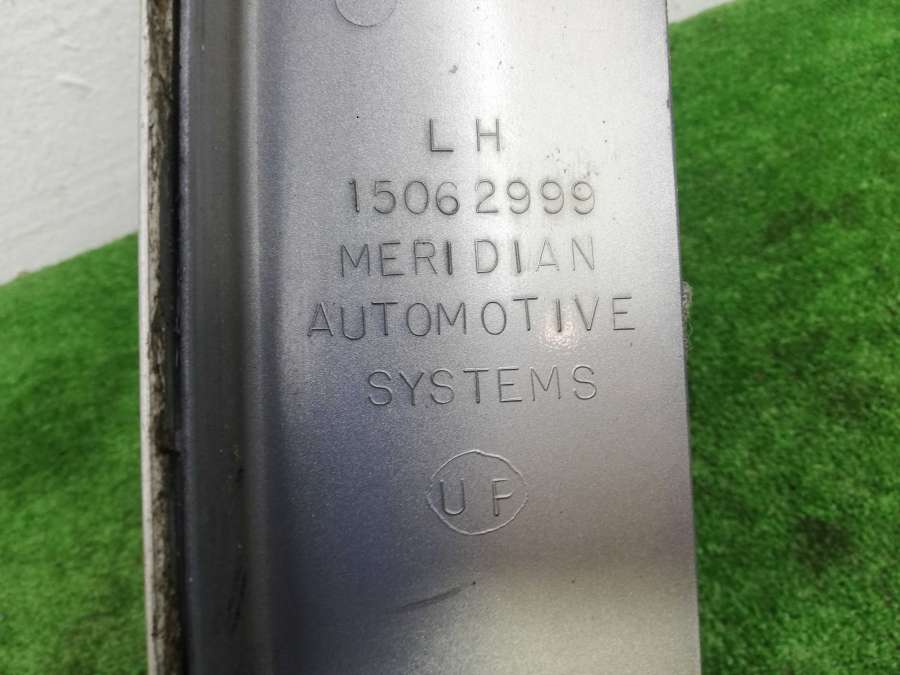 LH
15062999
MERIDIAN
AUTOMOTIVE
SYSTEMS
UF